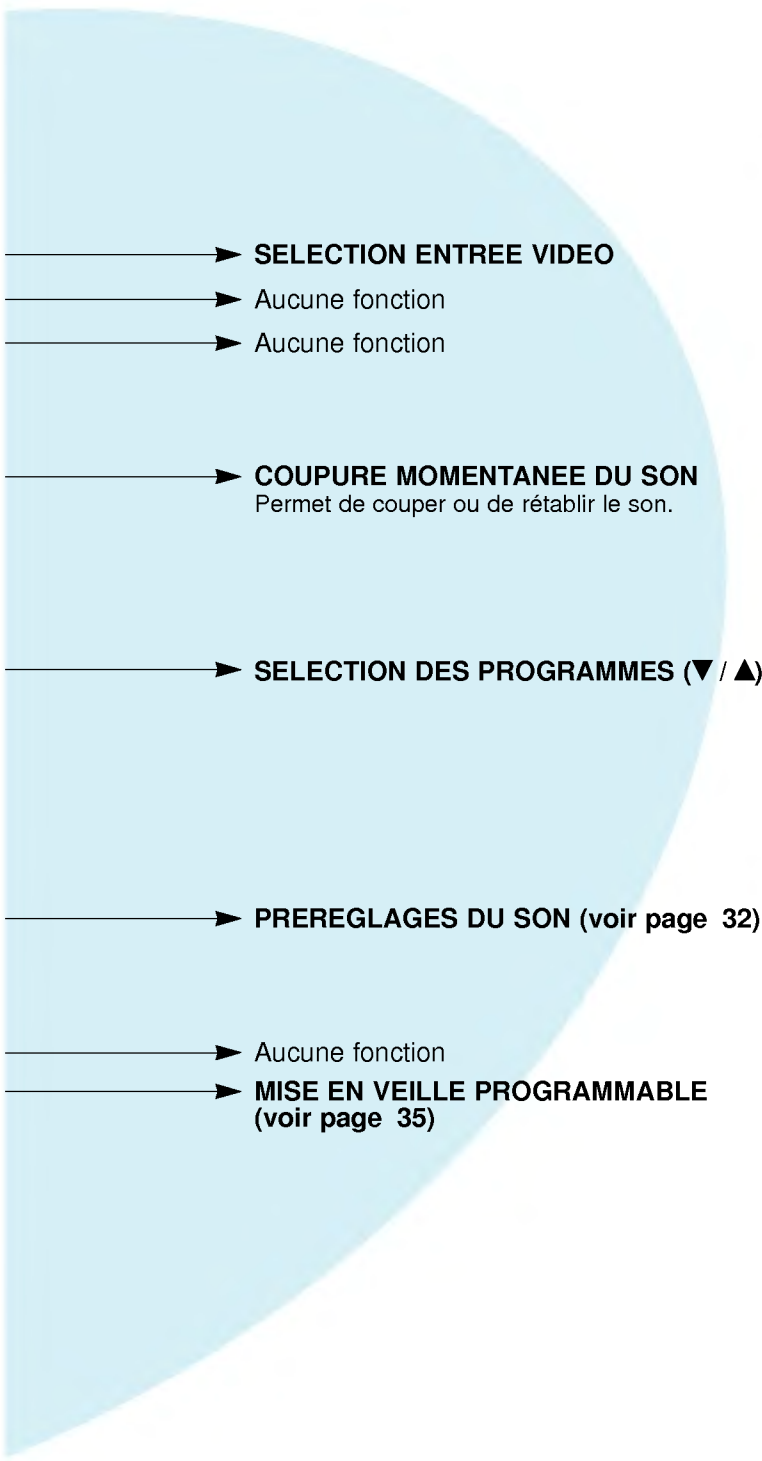 SELECTION ENTREE VIDEO
Aucune fonction
Aucune fonction
COUPURE MOMENTANEE DU SON
Permet de couper ou de rétablir le son.
SELECTION DES PROGRAMMES (▼ / ▲)
PREREGLAGES DU SON (voir page 32)
Aucune fonction
MISE EN VEILLE PROGRAMMABLE
(voir page 35)